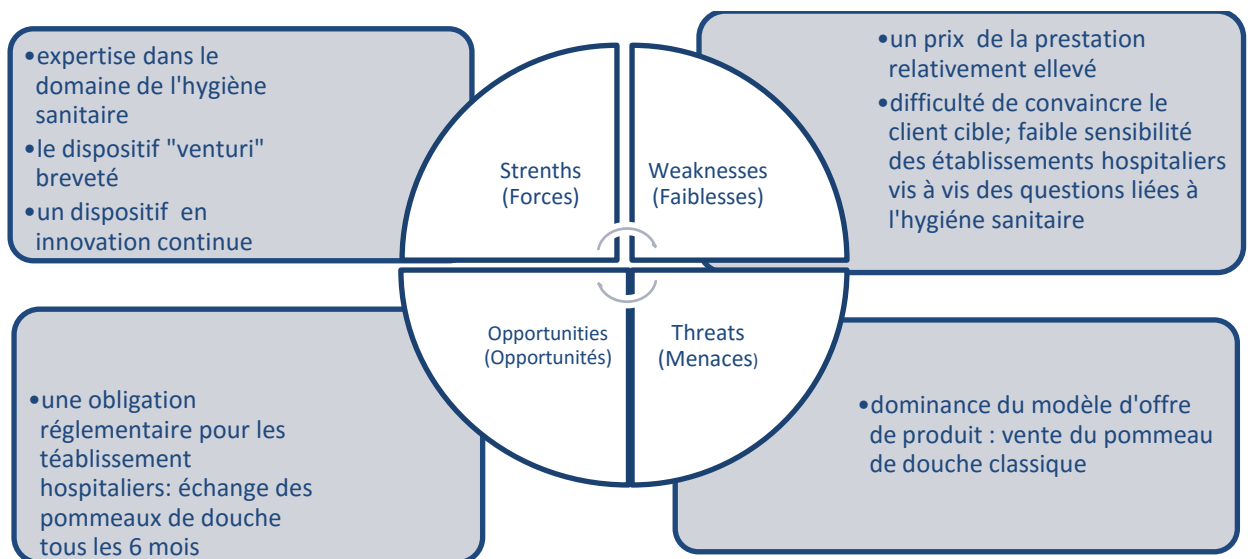 •expertise dans le
domaine de l'hygiène
sanitaire
•le dispositif "venturi"
breveté
•un dispositif en
innovation continue
Strenths
(Forces)
Weaknesses
(Faiblesses)
•un prix de la prestation
relativement ellevé
•difficulté de convaincre le
client cible; faible sensibilité
des établissements hospitaliers
vis à vis des questions liées à
l'hygiéne sanitaire
•une obligation
réglementaire pour les
téablissement
hospitaliers: échange des
pommeaux de douche
tous les 6 mois
Opportunities
(Opportunités)
Threats
(Menaces)
•dominance du modèle d'offre
de produit : vente du pommeau
de douche classique